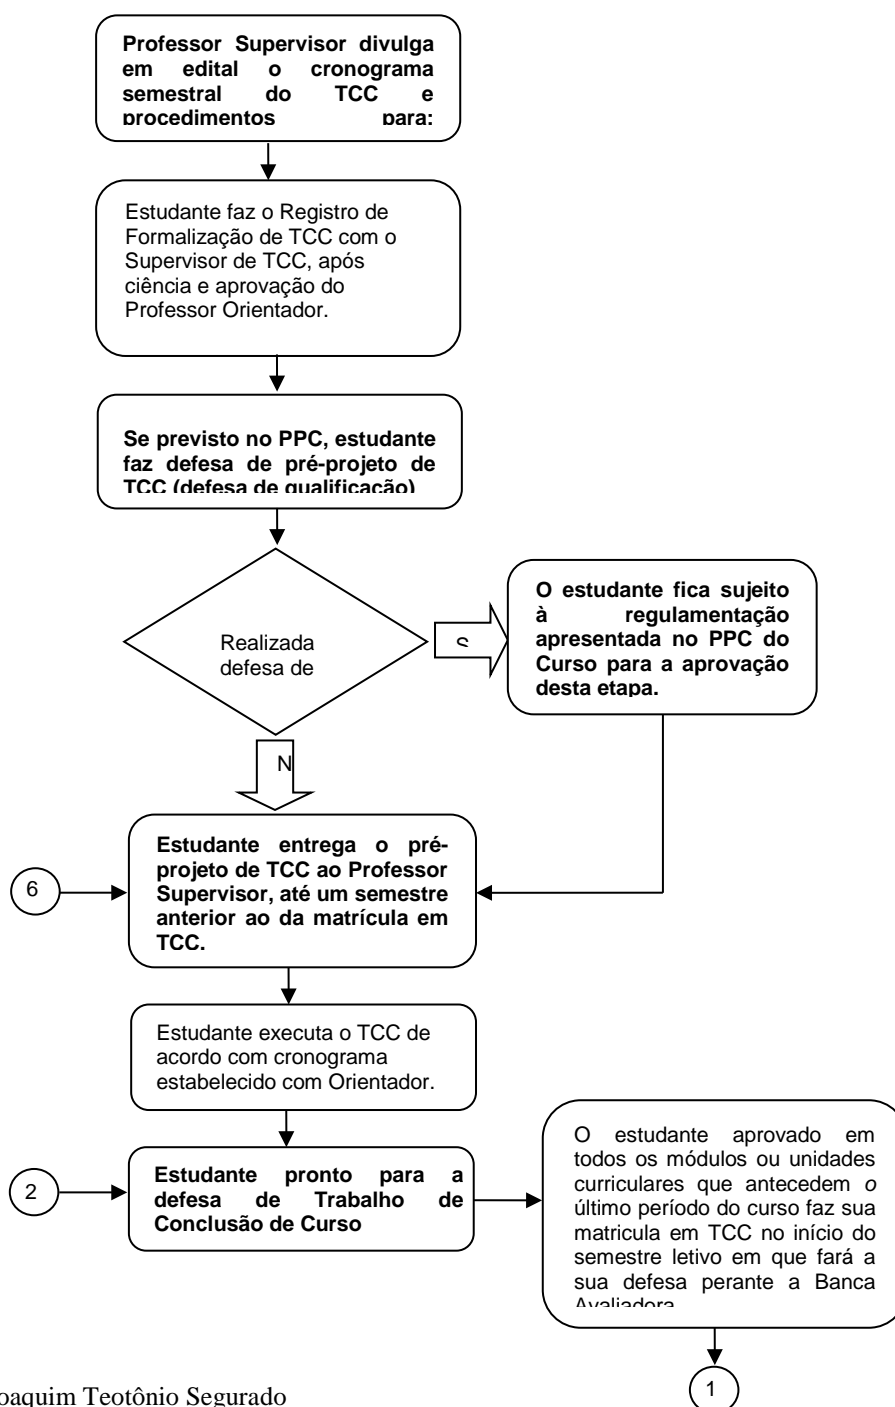 Professor Supervisor divulga
em edital o cronograma
semestral do TCC e
procedimentos para:
Estudante faz o Registro de
Formalização de TCC com o
Supervisor de TCC, após
ciência e aprovação do
Professor Orientador.
Se previsto no PPC, estudante
faz defesa de pré-projeto de
TCC (defesa de qualificação)
Realizada
defesa de
S
O estudante fica sujeito
à regulamentação
apresentada no PPC do
Curso para a aprovação
desta etapa.
N
Estudante entrega o pré-
projeto de TCC ao Professor
Supervisor, até um semestre
anterior ao da matrícula em
TCC.
6
Estudante executa o TCC de
acordo com cronograma
estabelecido com Orientador.
Estudante pronto para a
defesa de Trabalho de
Conclusão de Curso
2
O estudante aprovado em
todos os módulos ou unidades
curriculares que antecedem o
último período do curso faz sua
matricula em TCC no início do
semestre letivo em que fará a
sua defesa perante a Banca
Avaliadora
1
oaquim Teotônio Segurado